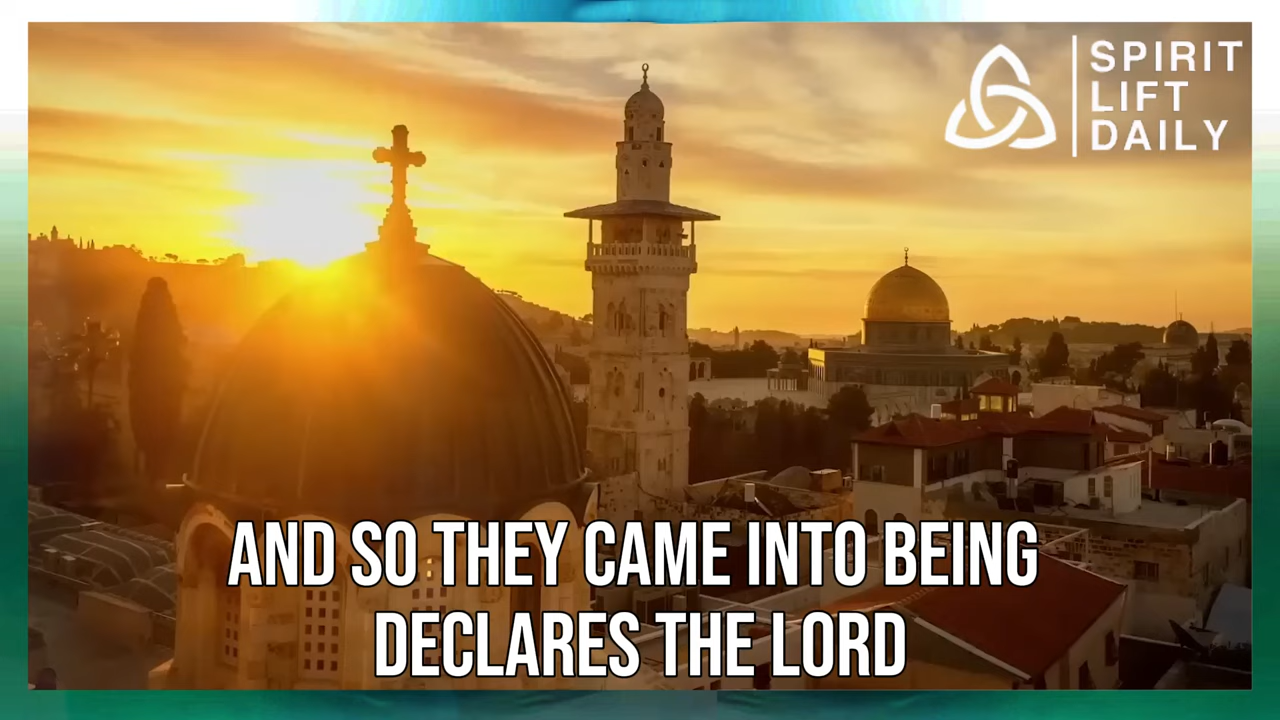 SPIRIT
LIFT
DAILY
AND SO THEY CAME INTO BEING
DECLARES THE LORD